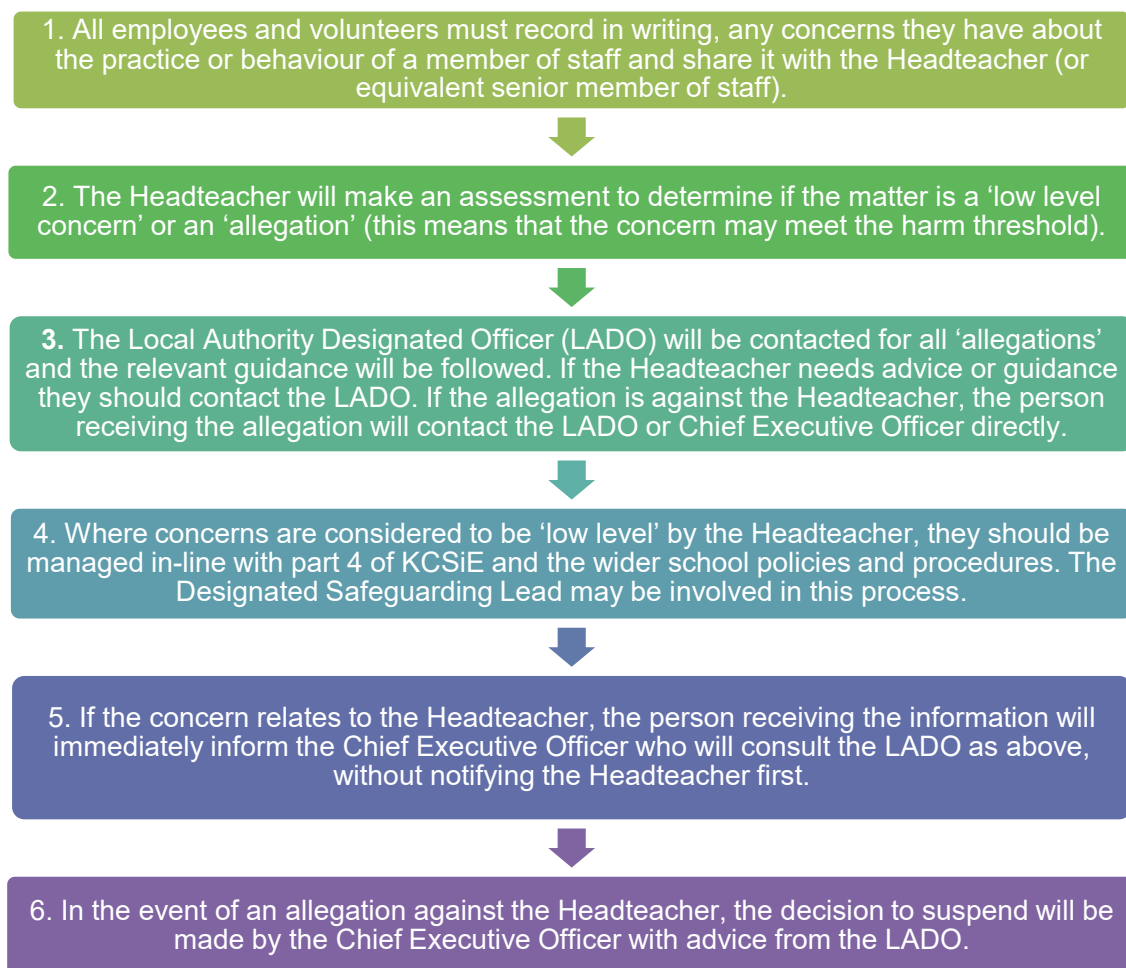 1. All employees and volunteers must record in writing, any concerns they have about
the practice or behaviour of a member of staff and share it with the Headteacher (or
equivalent senior member of staff).
2. The Headteacher will make an assessment to determine if the matter is a ‘low level
concern’ or an ‘allegation’ (this means that the concern may meet the harm threshold).
3. The Local Authority Designated Officer (LADO) will be contacted for all ‘allegations’
and the relevant guidance will be followed. If the Headteacher needs advice or guidance
they should contact the LADO. If the allegation is against the Headteacher, the person
receiving the allegation will contact the LADO or Chief Executive Officer directly.
4. Where concerns are considered to be ‘low level’ by the Headteacher, they should be
managed in-line with part 4 of KCSiE and the wider school policies and procedures. The
Designated Safeguarding Lead may be involved in this process.
5. If the concern relates to the Headteacher, the person receiving the information will
immediately inform the Chief Executive Officer who will consult the LADO as above,
without notifying the Headteacher first.
6. In the event of an allegation against the Headteacher, the decision to suspend will be
made by the Chief Executive Officer with advice from the LADO.